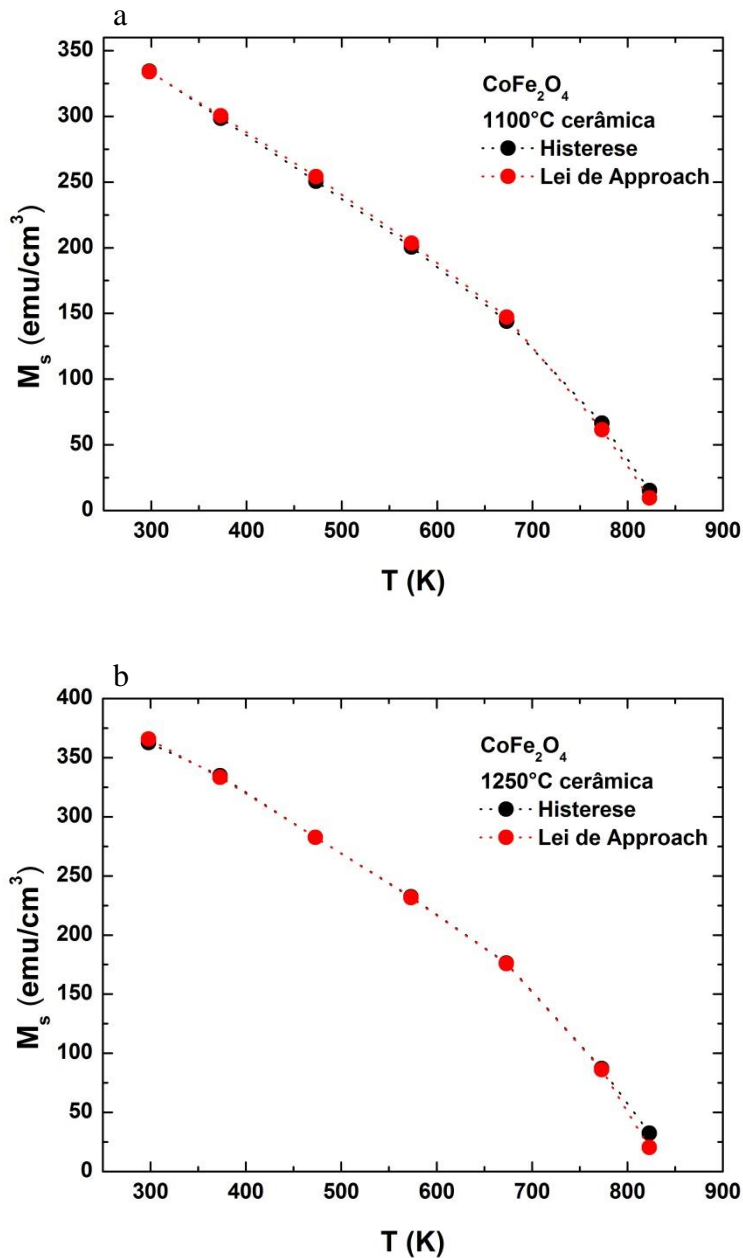 a
350
300
250
200
150
100
50
0
M_s (emu/cm³)
CoFe₂O₄
1100°C cerâmica
Histerese
Lei de Approach
300 400 500 600 700 800 900
T (K)
b
400
350
300
250
200
150
100
50
0
M_s (emu/cm³)
CoFe₂O₄
1250°C cerâmica
Histerese
Lei de Approach
300 400 500 600 700 800 900
T (K)